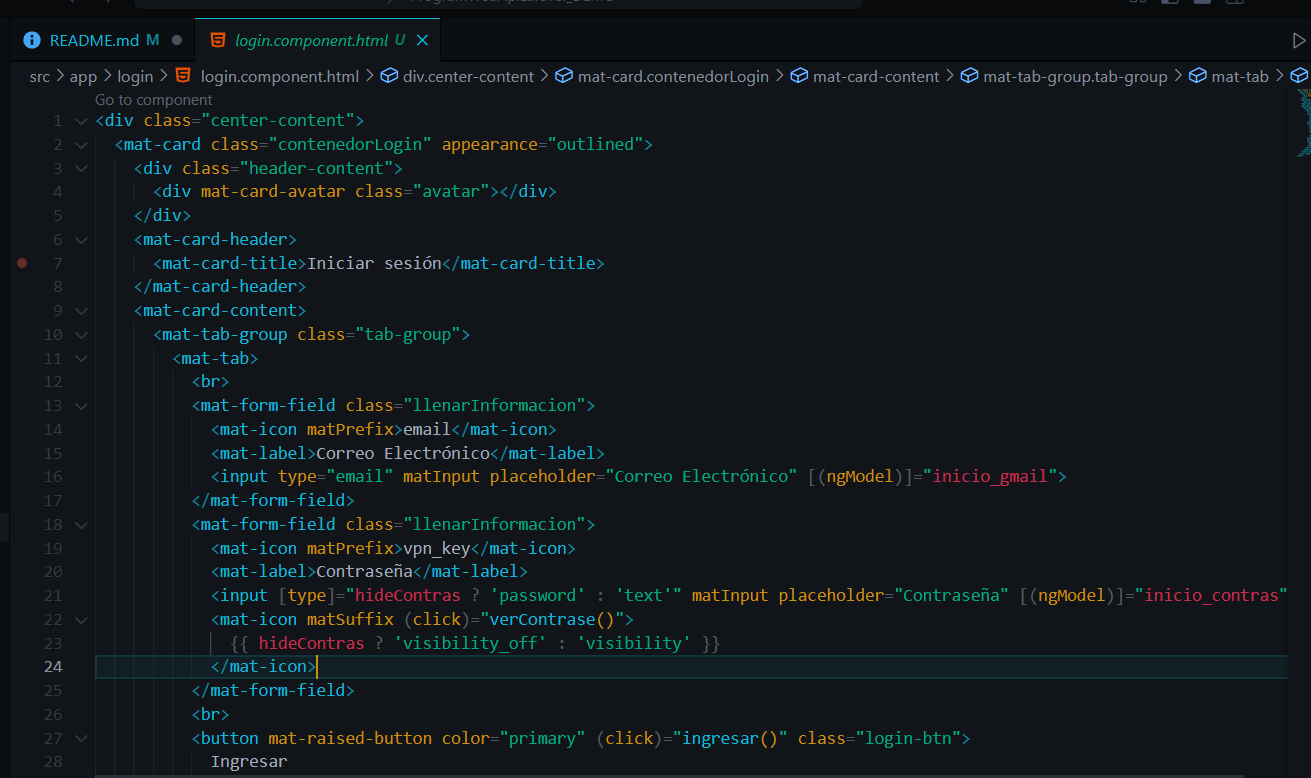 README.md M
login.component.html U
src > app > login > login.component.html > div.center-content > mat-card.contenedorLogin > mat-card-content > mat-tab-group.tab-group > mat-tab >
Go to component
1 <div class="center-content">
2 <mat-card class="contenedorLogin" appearance="outlined">
3 <div class="header-content">
4 <div mat-card-avatar class="avatar"></div>
5 </div>
6 <mat-card-header>
7 <mat-card-title>Iniciar sesión</mat-card-title>
8 </mat-card-header>
9 <mat-card-content>
10 <mat-tab-group class="tab-group">
11 <mat-tab>
12 <br>
13 <mat-form-field class="llenarInformacion">
14 <mat-icon matPrefix>email</mat-icon>
15 <mat-label>Correo Electrónico</mat-label>
16 <input type="email" matInput placeholder="Correo Electrónico" [(ngModel)]="inicio_gmail">
17 </mat-form-field>
18 <mat-form-field class="llenarInformacion">
19 <mat-icon matPrefix>vpn_key</mat-icon>
20 <mat-label>Contraseña</mat-label>
21 <input [type]="hideContras ? 'password' : 'text'" matInput placeholder="Contraseña" [(ngModel)]="inicio_contras"
22 <mat-icon matSuffix (click)="verContrase()">
23 {{ hideContras ? 'visibility_off' : 'visibility' }}
24 </mat-icon>
25 </mat-form-field>
26 <br>
27 <button mat-raised-button color="primary" (click)="ingresar()" class="login-btn">
28 Ingresar